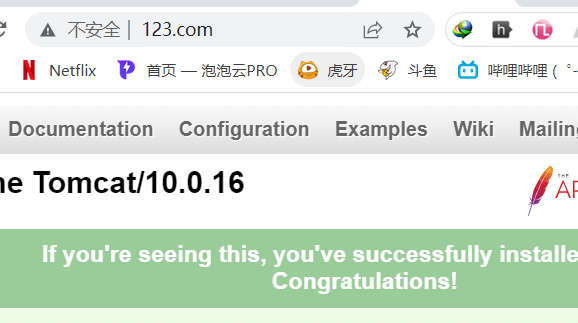 不安全 | 123.com
Netflix 首页 — 泡泡云PRO 虎牙 斗鱼 哔哩哔哩 ( ゜-
Documentation Configuration Examples Wiki Mailing
Tomcat/10.0.16
THE
AP
If you're seeing this, you've successfully installe
Congratulations!